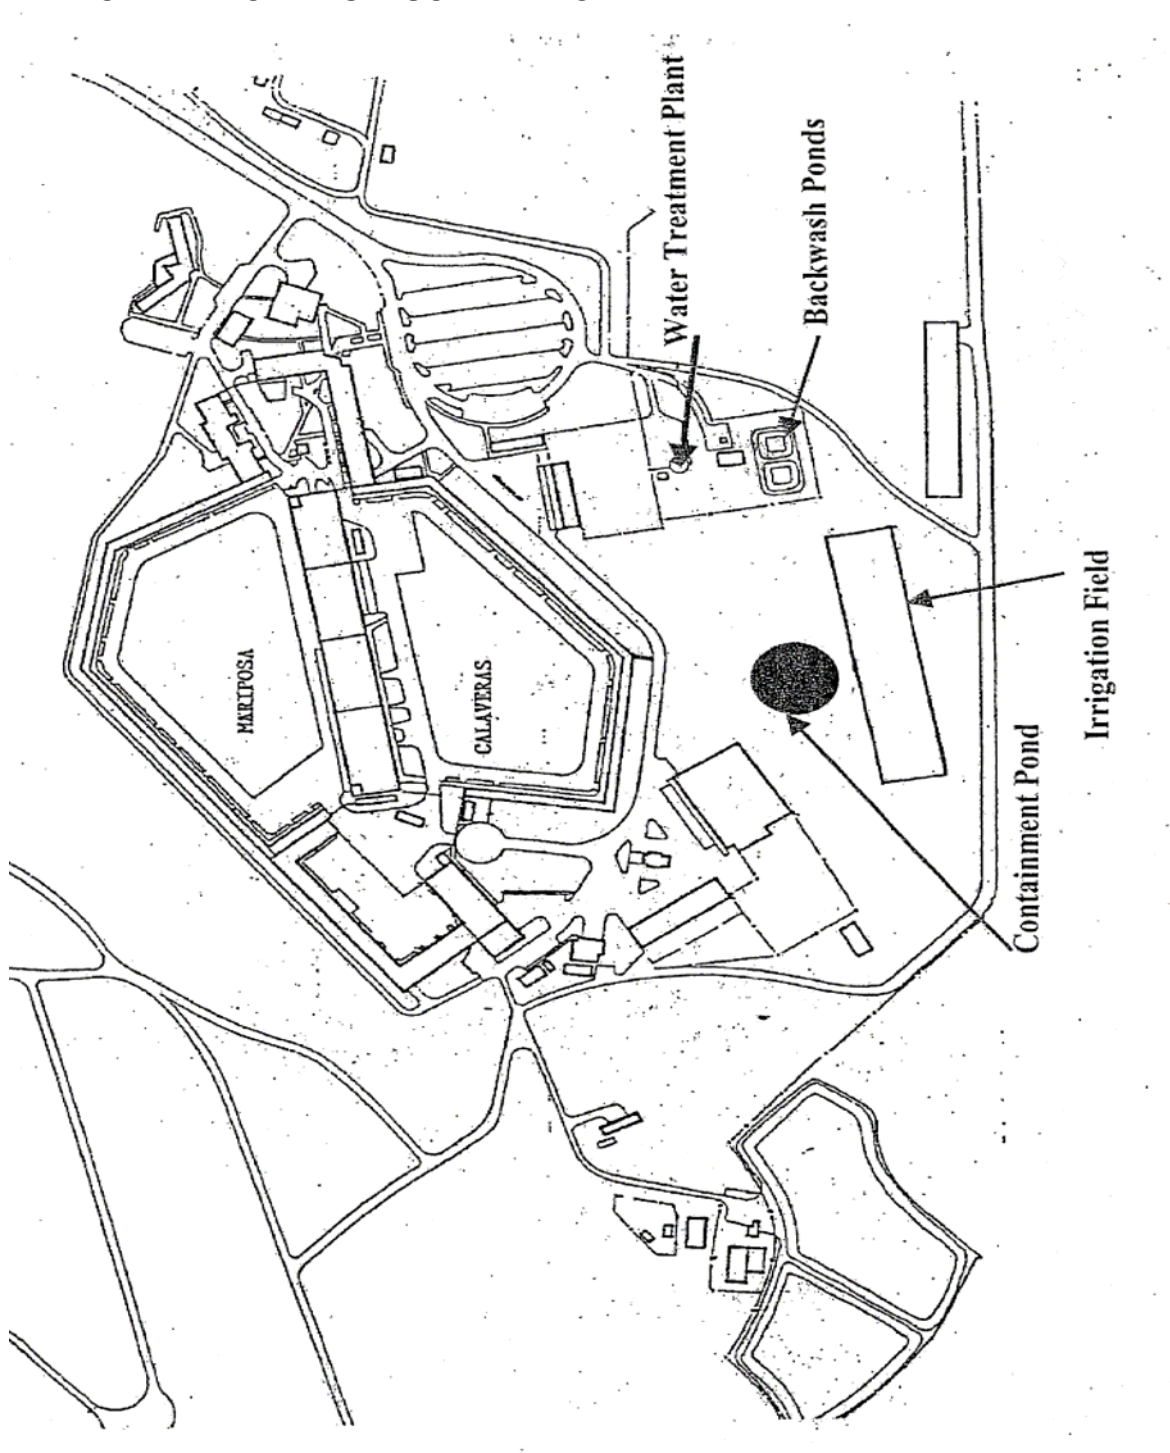 Water Treatment Plant
Backwash Ponds
MARIPOSA
CALAVERAS
Irrigation Field
Containment Pond